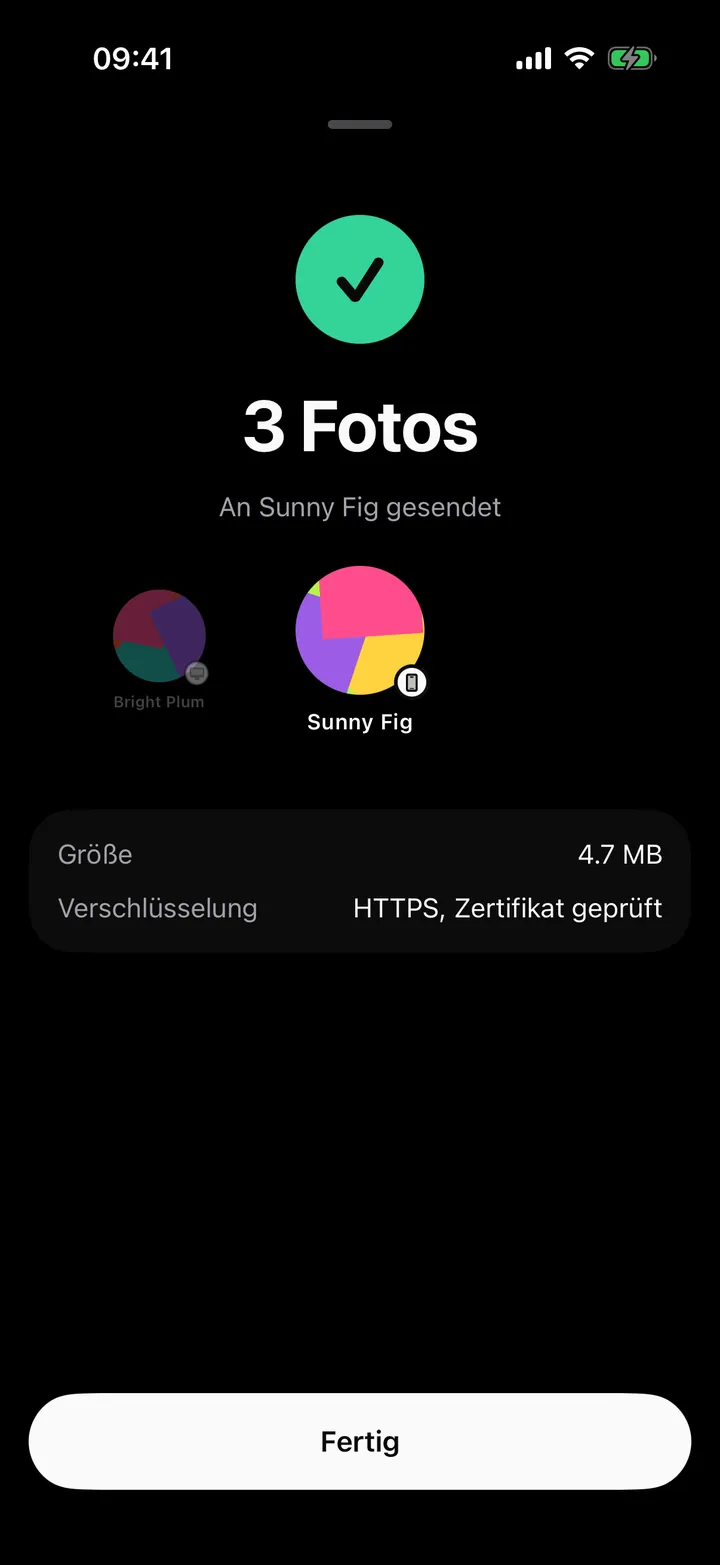 09:41
3 Fotos
An Sunny Fig gesendet
Bright Plum
Sunny Fig
Größe 4.7 MB
Verschlüsselung HTTPS, Zertifikat geprüft
Fertig